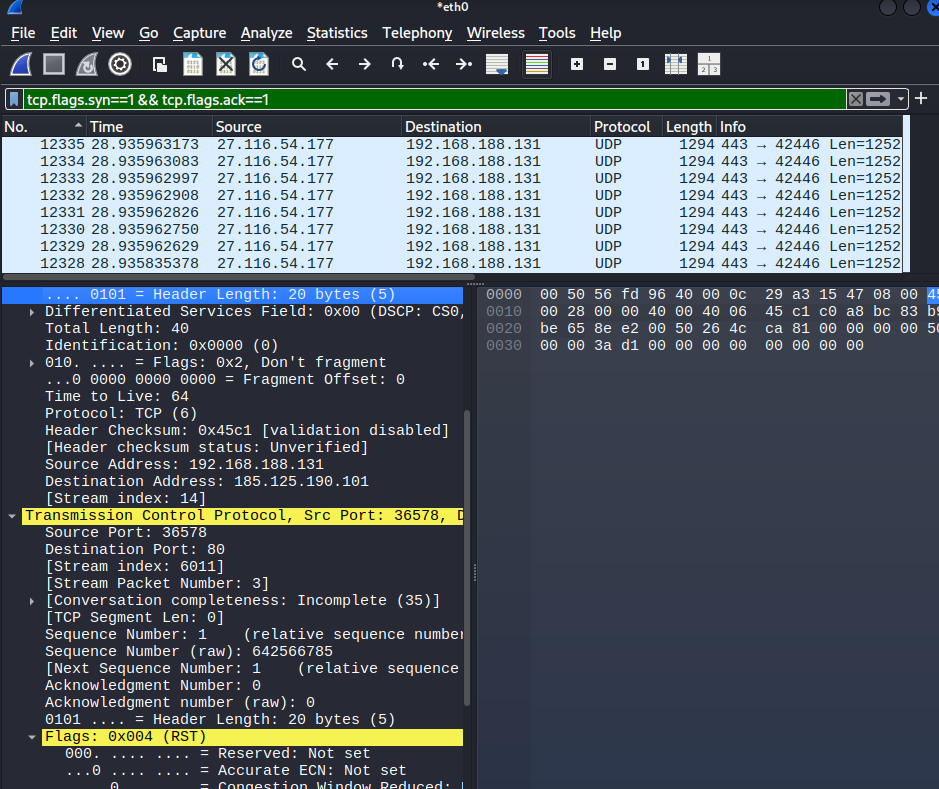 *eth0
File Edit View Go Capture Analyze Statistics Telephony Wireless Tools Help
tcp.flags.syn==1 && tcp.flags.ack==1
No. Time Source Destination Protocol Length Info
12335 28.935963173 27.116.54.177 192.168.188.131 UDP 1294 443 → 42446 Len=1252
12334 28.935963083 27.116.54.177 192.168.188.131 UDP 1294 443 → 42446 Len=1252
12333 28.935962997 27.116.54.177 192.168.188.131 UDP 1294 443 → 42446 Len=1252
12332 28.935962908 27.116.54.177 192.168.188.131 UDP 1294 443 → 42446 Len=1252
12331 28.935962826 27.116.54.177 192.168.188.131 UDP 1294 443 → 42446 Len=1252
12330 28.935962750 27.116.54.177 192.168.188.131 UDP 1294 443 → 42446 Len=1252
12329 28.935962629 27.116.54.177 192.168.188.131 UDP 1294 443 → 42446 Len=1252
12328 28.935835378 27.116.54.177 192.168.188.131 UDP 1294 443 → 42446 Len=1252
.... 0101 = Header Length: 20 bytes (5)
Differentiated Services Field: 0x00 (DSCP: CS0,
Total Length: 40
Identification: 0x0000 (0)
010. .... = Flags: 0x2, Don't fragment
...0 0000 0000 0000 = Fragment Offset: 0
Time to Live: 64
Protocol: TCP (6)
Header Checksum: 0x45c1 [validation disabled]
[Header checksum status: Unverified]
Source Address: 192.168.188.131
Destination Address: 185.125.190.101
[Stream index: 14]
Transmission Control Protocol, Src Port: 36578, D
Source Port: 36578
Destination Port: 80
[Stream index: 6011]
[Stream Packet Number: 3]
[Conversation completeness: Incomplete (35)]
[TCP Segment Len: 0]
Sequence Number: 1 (relative sequence number
Sequence Number (raw): 642566785
[Next Sequence Number: 1 (relative sequence
Acknowledgment Number: 0
Acknowledgment number (raw): 0
0101 .... = Header Length: 20 bytes (5)
Flags: 0x004 (RST)
000. .... .... = Reserved: Not set
...0 .... .... = Accurate ECN: Not set
.... 0... .... = Congestion Window Reduced:
0000 00 50 56 fd 96 40 00 0c 29 a3 15 47 08 00 45
0010 00 28 00 00 40 00 40 06 45 c1 c0 a8 bc 83 b9
0020 be 65 8e e2 00 50 26 4c ca 81 00 00 00 00 50
0030 00 00 3a d1 00 00 00 00 00 00 00 00